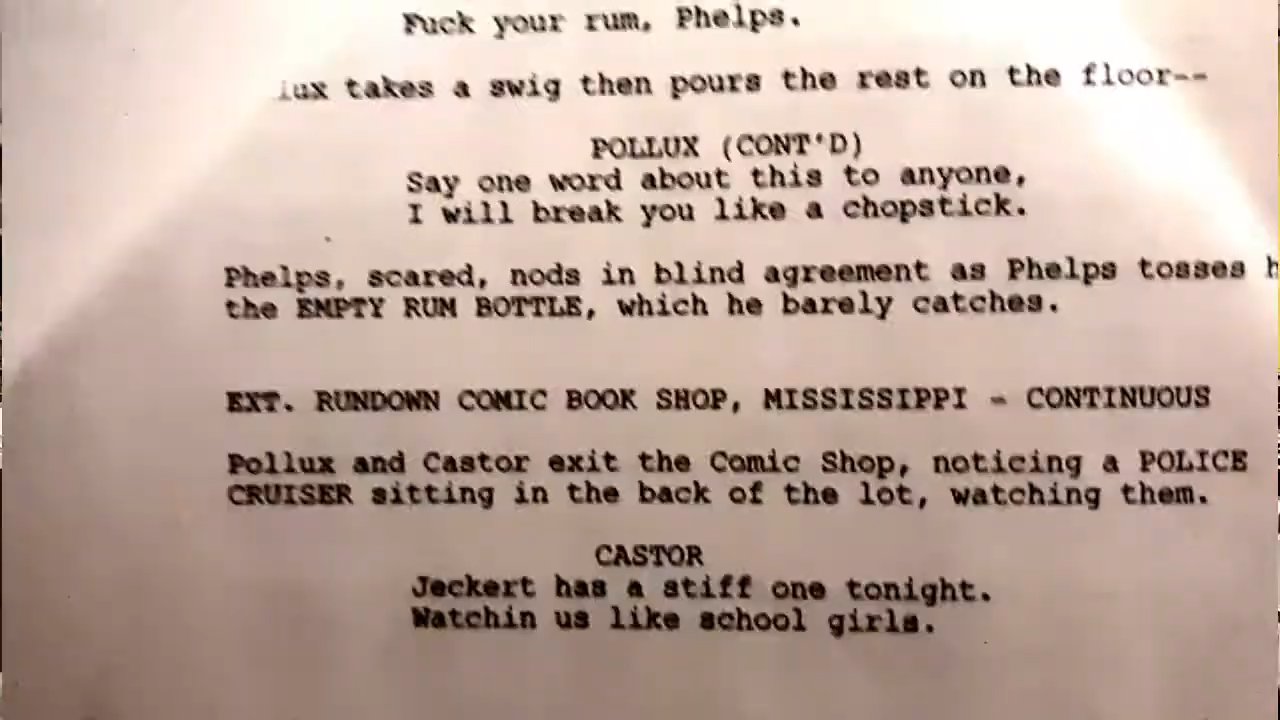 Fuck your rum, Phelps.
lux takes a swig then pours the rest on the floor--
POLLUX (CONT'D)
Say one word about this to anyone,
I will break you like a chopstick.
Phelps, scared, nods in blind agreement as Phelps tosses h
the EMPTY RUM BOTTLE, which he barely catches.
EXT. RUNDOWN COMIC BOOK SHOP, MISSISSIPPI - CONTINUOUS
Pollux and Castor exit the Comic Shop, noticing a POLICE
CRUISER sitting in the back of the lot, watching them.
CASTOR
Jeckert has a stiff one tonight.
Watchin us like school girls.